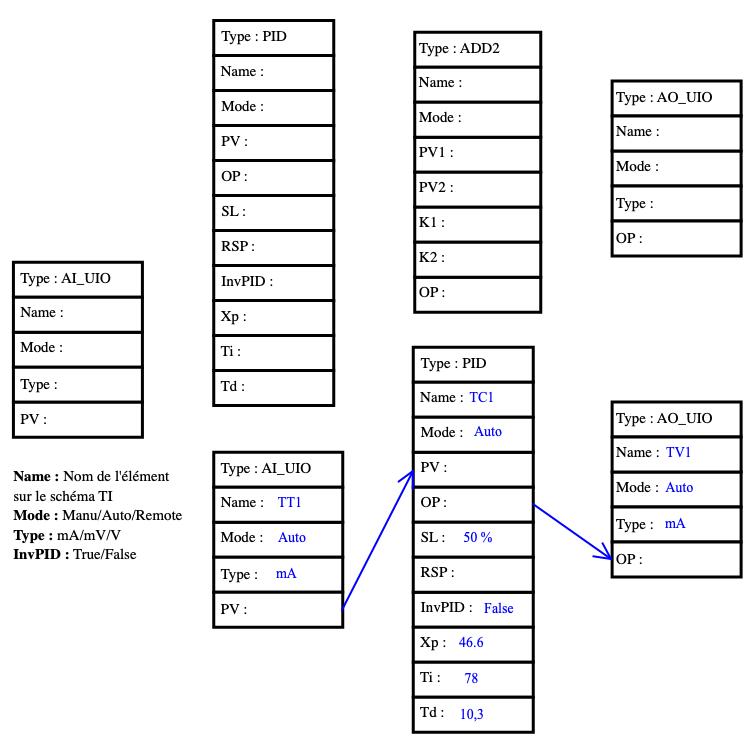 Type : PID
Name :
Mode :
PV :
OP :
SL :
RSP :
InvPID :
Xp :
Ti :
Td :
Type : ADD2
Name :
Mode :
PV1 :
PV2 :
K1 :
K2 :
OP :
Type : AO_UIO
Name :
Mode :
Type :
OP :
Type : AI_UIO
Name :
Mode :
Type :
PV :
Name : Nom de l'élément
sur le schéma TI
Mode : Manu/Auto/Remote
Type : mA/mV/V
InvPID : True/False
Type : AI_UIO
Name : TT1
Mode : Auto
Type : mA
PV :
Type : PID
Name : TC1
Mode : Auto
PV :
OP :
SL : 50 %
RSP :
InvPID : False
Xp : 46.6
Ti : 78
Td : 10,3
Type : AO_UIO
Name : TV1
Mode : Auto
Type : mA
OP :